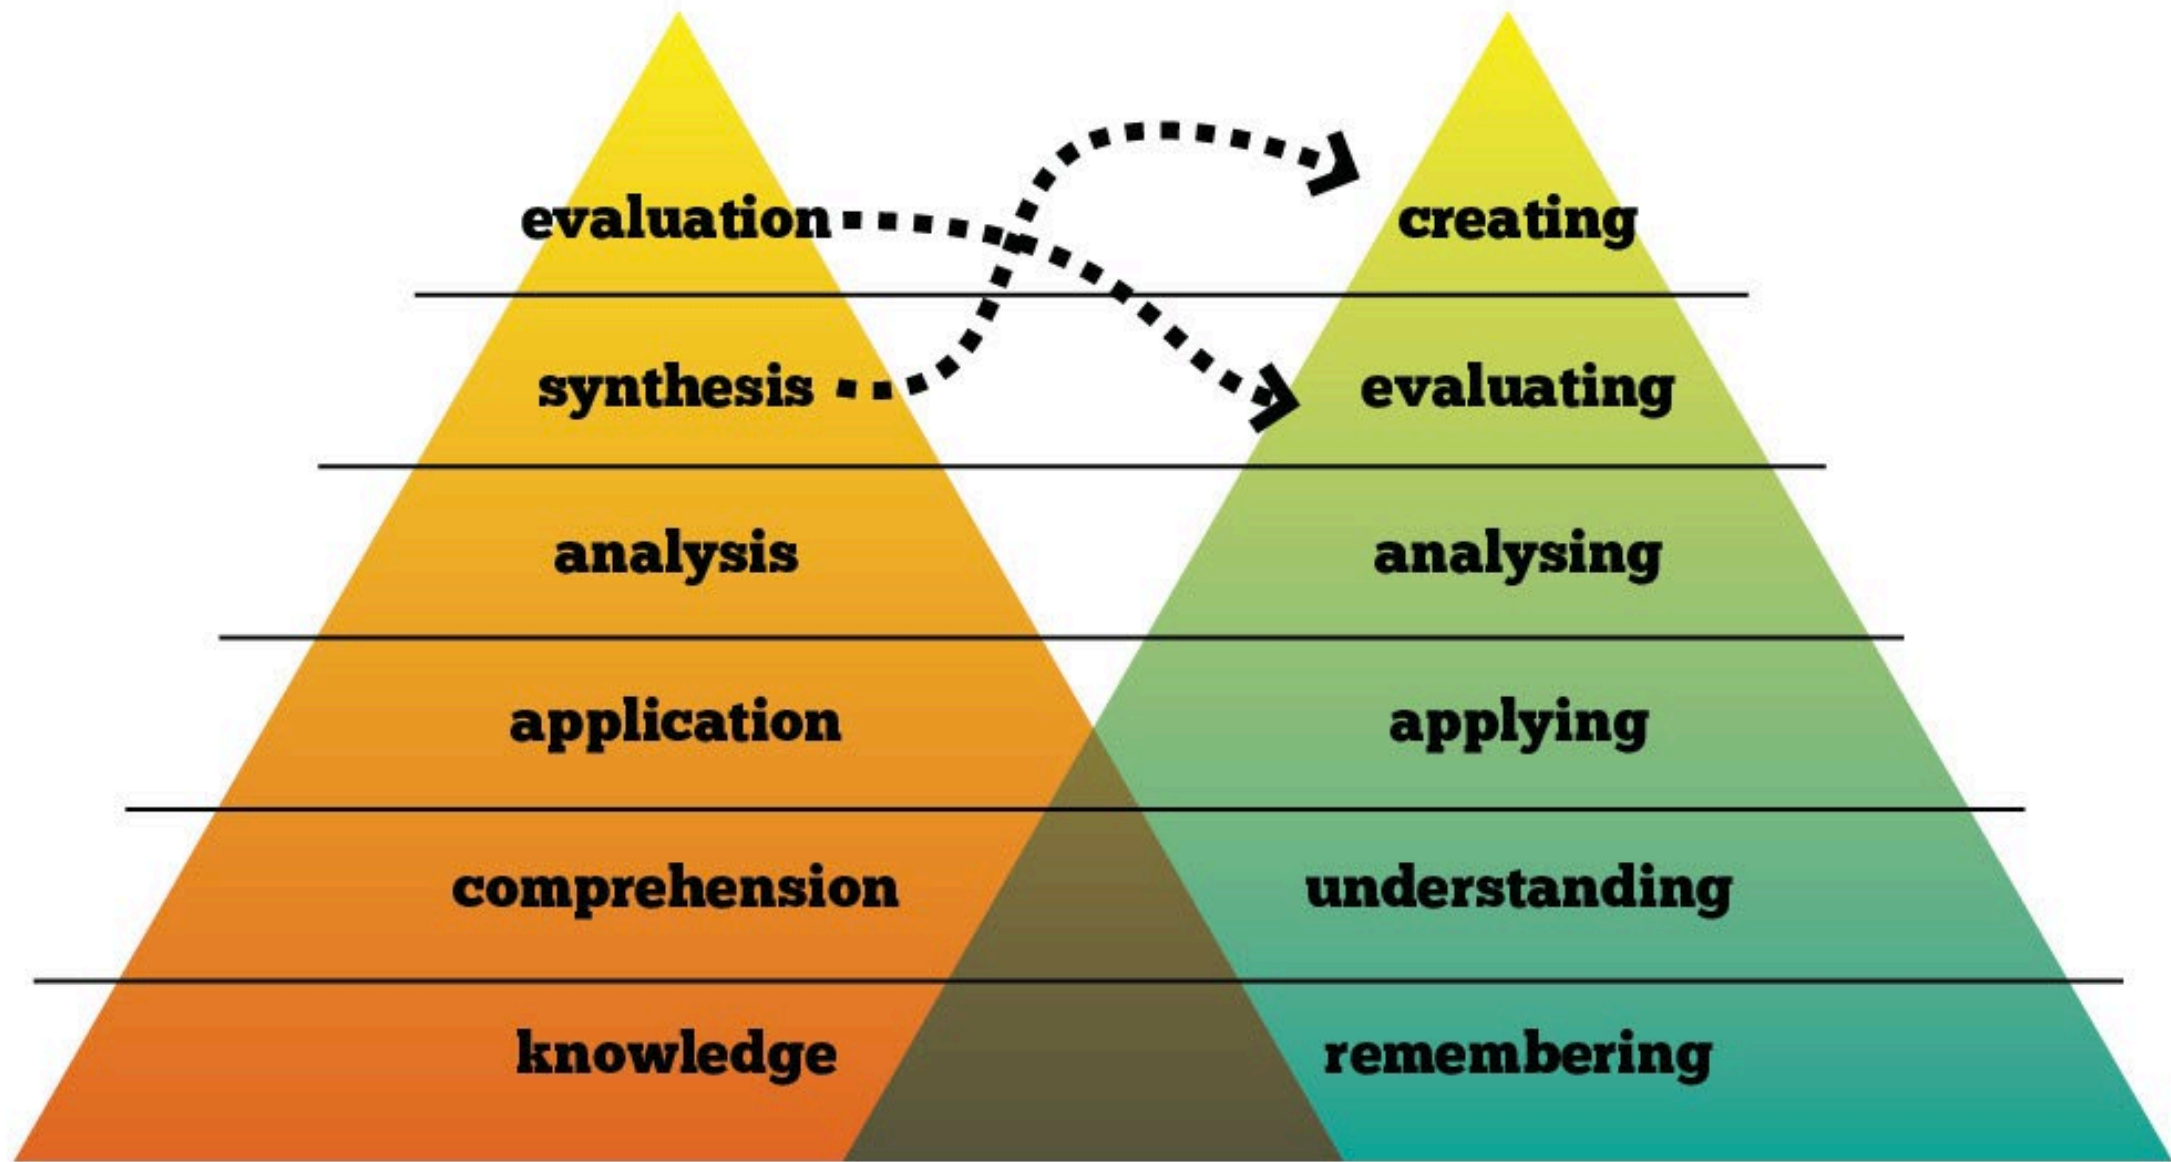 evaluation
creating
synthesis
evaluating
analysis
analysing
application
applying
comprehension
understanding
knowledge
remembering